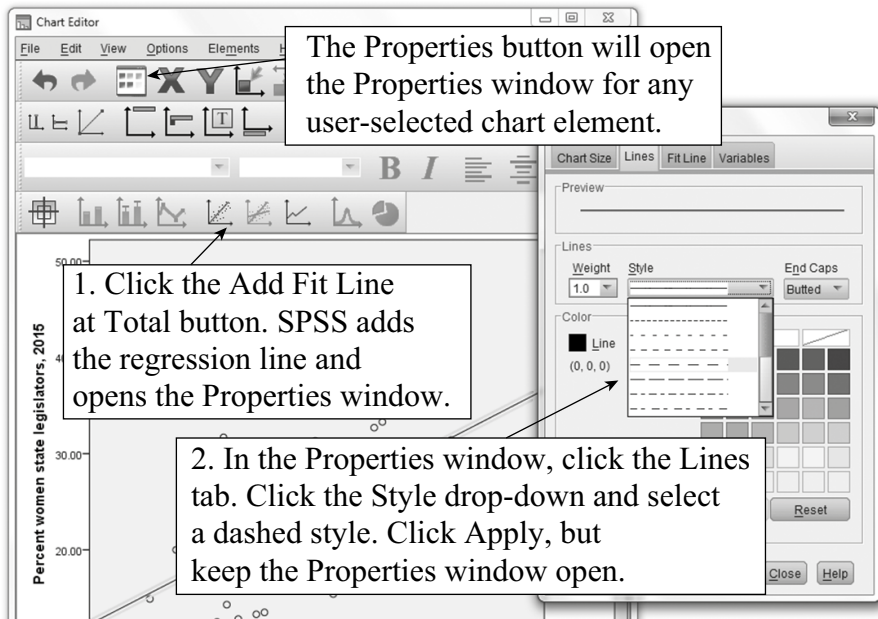 Chart Editor
File Edit View Options Elements H
The Properties button will open
the Properties window for any
user-selected chart element.
X Y
T
B I
Chart Size Lines Fit Line Variables
Preview
Lines
Weight Style End Caps
1.0 Butted
Color
Line
(0, 0, 0)
1. Click the Add Fit Line
at Total button. SPSS adds
the regression line and
opens the Properties window.
2. In the Properties window, click the Lines
tab. Click the Style drop-down and select
a dashed style. Click Apply, but
keep the Properties window open.
Reset
Close Help
Percent women state legislators, 2015
50.00
30.00
20.00